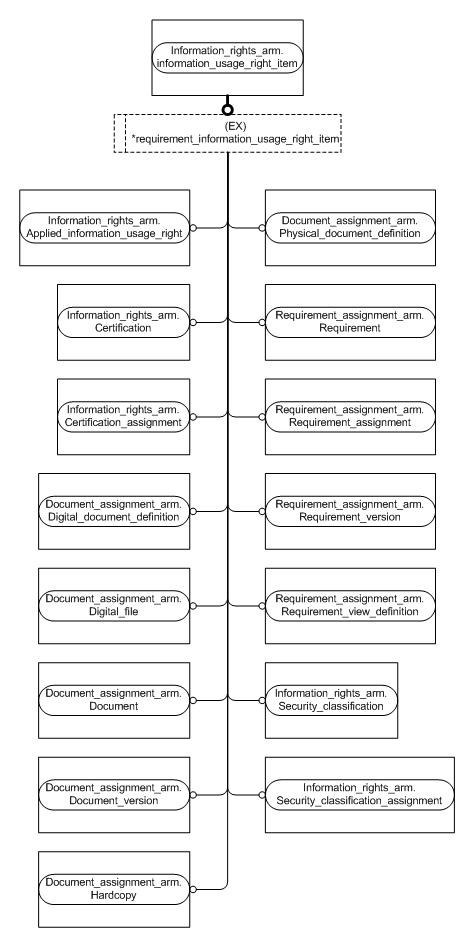 Information_rights_arm.
information_usage_right_item
(EX)
*requirement_information_usage_right_item
Information_rights_arm.
Applied_information_usage_right
Document_assignment_arm.
Physical_document_definition
Information_rights_arm.
Certification
Requirement_assignment_arm.
Requirement
Information_rights_arm.
Certification_assignment
Requirement_assignment_arm.
Requirement_assignment
Document_assignment_arm.
Digital_document_definition
Requirement_assignment_arm.
Requirement_version
Document_assignment_arm.
Digital_file
Requirement_assignment_arm.
Requirement_view_definition
Document_assignment_arm.
Document
Information_rights_arm.
Security_classification
Document_assignment_arm.
Document_version
Information_rights_arm.
Security_classification_assignment
Document_assignment_arm.
Hardcopy